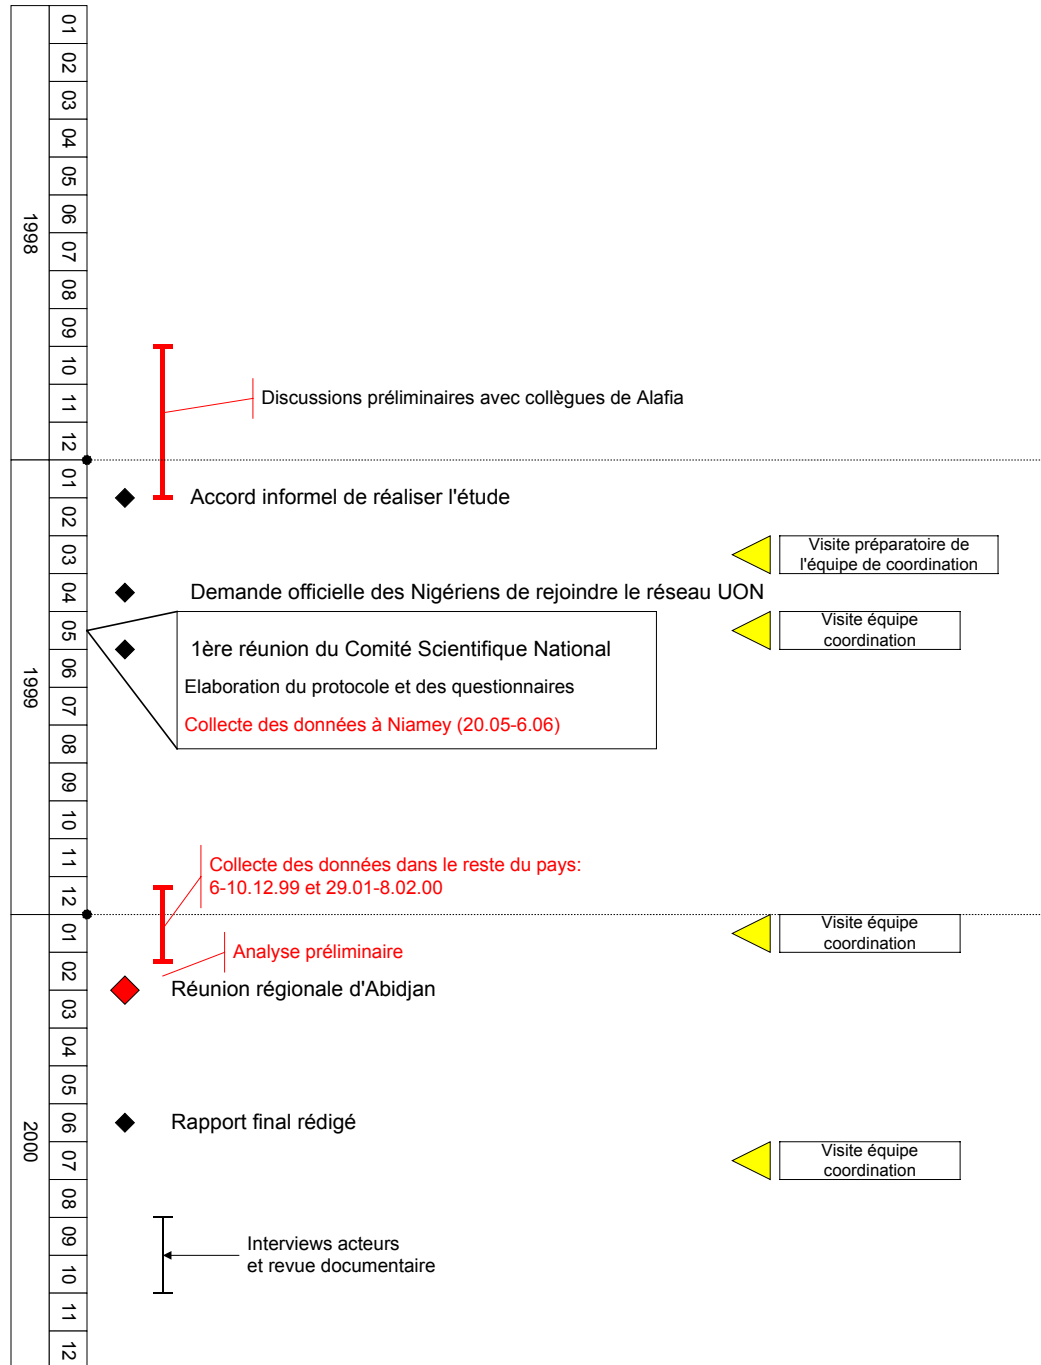 1998
01
02
03
04
05
06
07
08
09
10
11
12
Discussions préliminaires avec collègues de Alafia
1999
01
02
03
04
05
06
07
08
09
10
11
12
Accord informel de réaliser l'étude
Visite préparatoire de
l'équipe de coordination
Demande officielle des Nigériens de rejoindre le réseau UON
Visite équipe
coordination
1ère réunion du Comité Scientifique National
Elaboration du protocole et des questionnaires
Collecte des données à Niamey (20.05-6.06)
Collecte des données dans le reste du pays:
6-10.12.99 et 29.01-8.02.00
2000
01
02
03
04
05
06
07
08
09
10
11
12
Visite équipe
coordination
Analyse préliminaire
Réunion régionale d'Abidjan
Rapport final rédigé
Visite équipe
coordination
Interviews acteurs
et revue documentaire